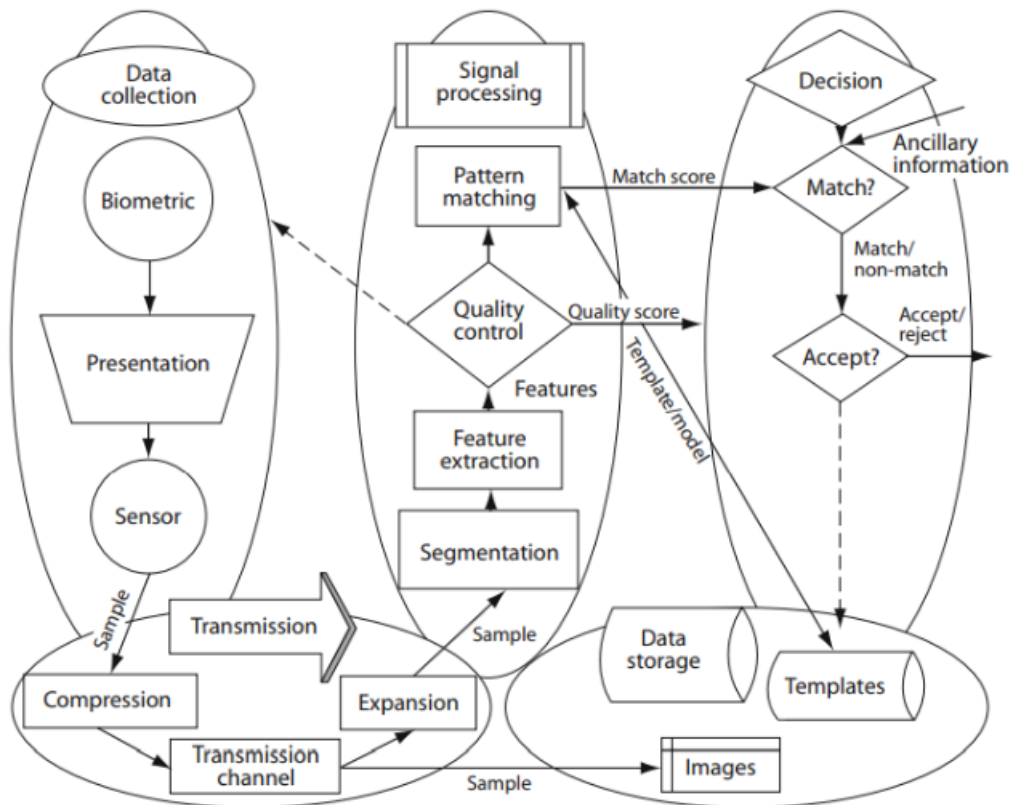 Data
collection
Biometric
Presentation
Sensor
Sample
Transmission
Compression
Transmission
channel
Expansion
Sample
Sample
Signal
processing
Pattern
matching
Quality
control
Features
Feature
extraction
Segmentation
Match score
Quality score
Template/model
Decision
Ancillary
information
Match?
Match/
non-match
Accept/
reject
Accept?
Data
storage
Templates
Images